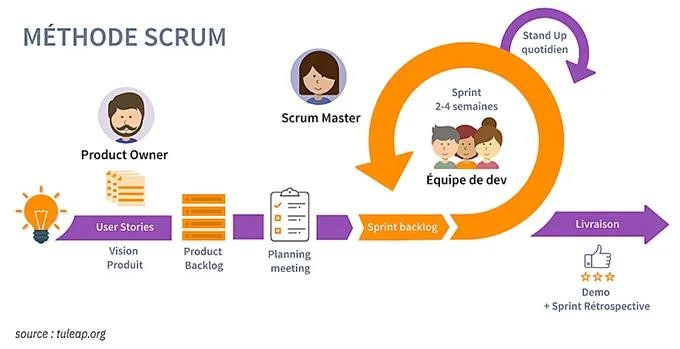 MÉTHODE SCRUM
Stand Up
quotidien
Sprint
2-4 semaines
Scrum Master
Product Owner
Équipe de dev
User Stories
Sprint backlog
Livraison
Vision
Produit
Product
Backlog
Planning
meeting
Demo
+ Sprint Rétrospective
source : tuleap.org